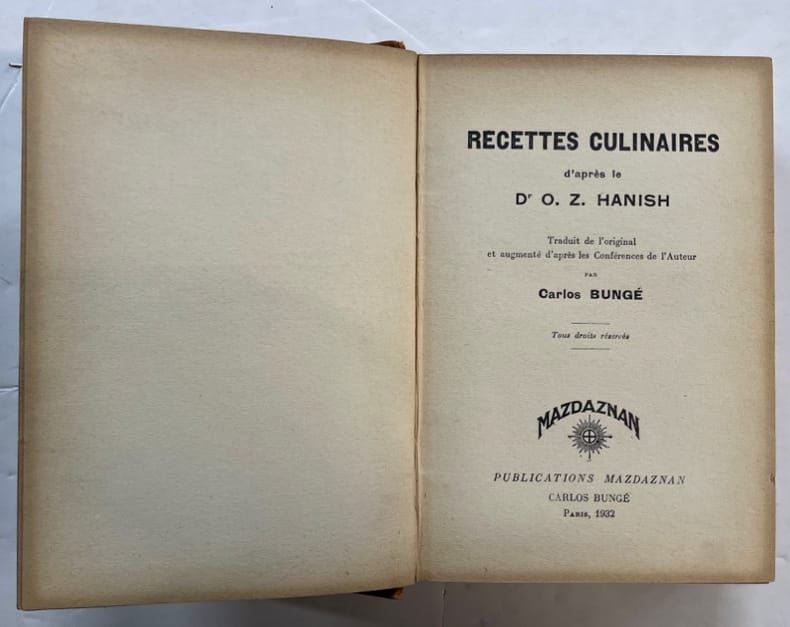 RECETTES CULINAIRES
d'après le
Dr O. Z. HANISH
Traduit de l'original
et augmenté d'après les Conférences de l'Auteur
PAR
Carlos BUNGÉ
Tous droits réservés
MAZDAZNAN
PUBLICATIONS MAZDAZNAN
CARLOS BUNGÉ
PARIS, 1932